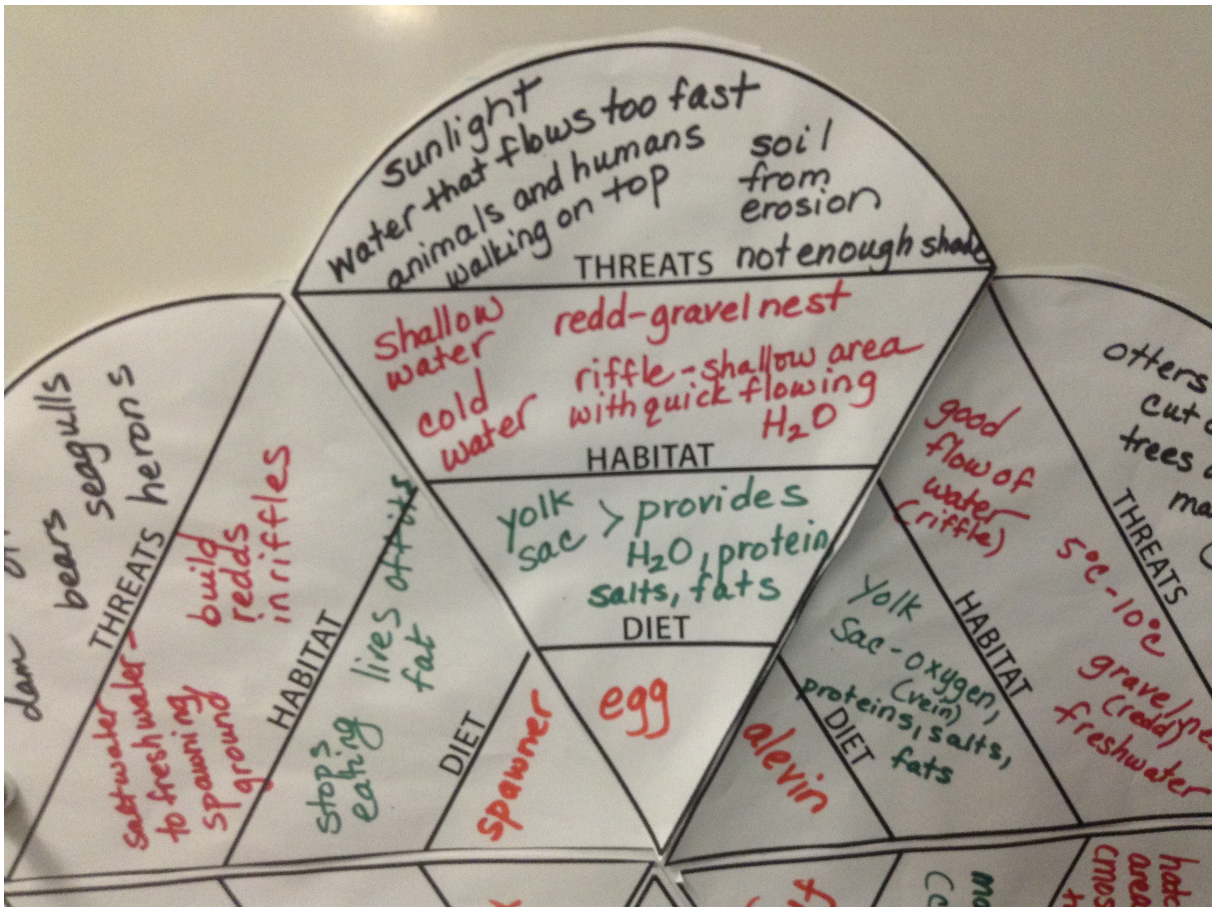 sunlight
water that flows too fast
animals and humans
walking on top
soil
from
erosion
not enough shade
THREATS
shallow
water
cold
water
redd-gravel nest
riffle - shallow area
with quick flowing
H2O
HABITAT
yolk
sac > provides
H2O, protein,
salts, fats
DIET
egg
dam
bears
seagulls
herons
THREATS
saltwater -
to freshwater
spawning
ground
build
redds
in riffles
HABITAT
stops
eating
lives off its
fat
DIET
spawner
otters
cut
trees
THREATS
good
flow of
water
(riffle)
5°C - 10°C
gravel
(redd)
freshwater
HABITAT
yolk
sac - oxygen,
(vein)
proteins, salts,
fats
DIET
alevin